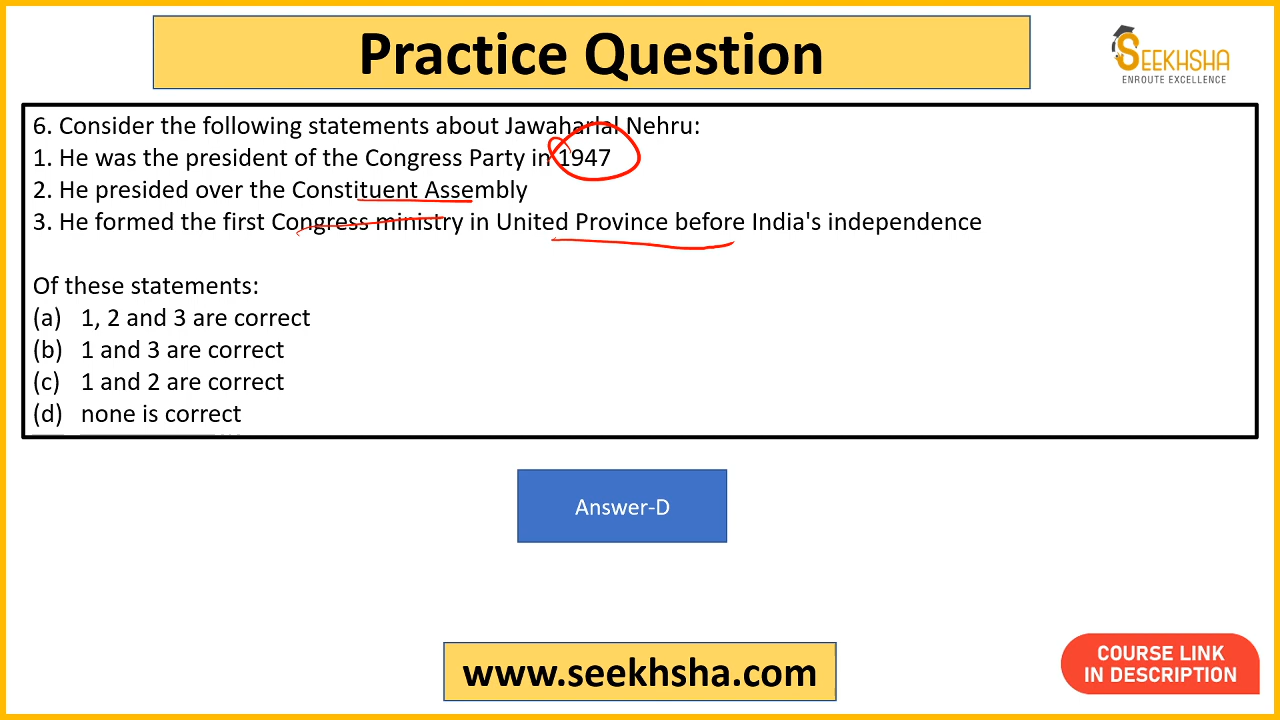 Practice Question
SEEKHSHA
ENROUTE EXCELLENCE
6. Consider the following statements about Jawaharlal Nehru:
1. He was the president of the Congress Party in 1947
2. He presided over the Constituent Assembly
3. He formed the first Congress ministry in United Province before India's independence
Of these statements:
(a) 1, 2 and 3 are correct
(b) 1 and 3 are correct
(c) 1 and 2 are correct
(d) none is correct
Answer-D
www.seekhsha.com
COURSE LINK
IN DESCRIPTION